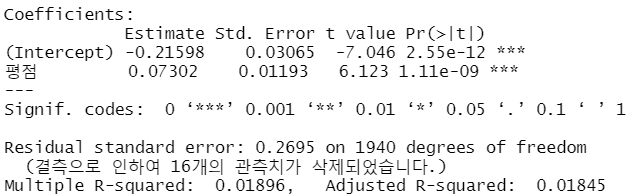 Coefficients:
Estimate Std. Error t value Pr(>|t|)
(Intercept) -0.21598 0.03065 -7.046 2.55e-12 ***
평점 0.07302 0.01193 6.123 1.11e-09 ***
---
Signif. codes: 0 ‘***’ 0.001 ‘**’ 0.01 ‘*’ 0.05 ‘.’ 0.1 ‘ ’ 1
Residual standard error: 0.2695 on 1940 degrees of freedom
(결측으로 인하여 16개의 관측치가 삭제되었습니다.)
Multiple R-squared: 0.01896, Adjusted R-squared: 0.01845